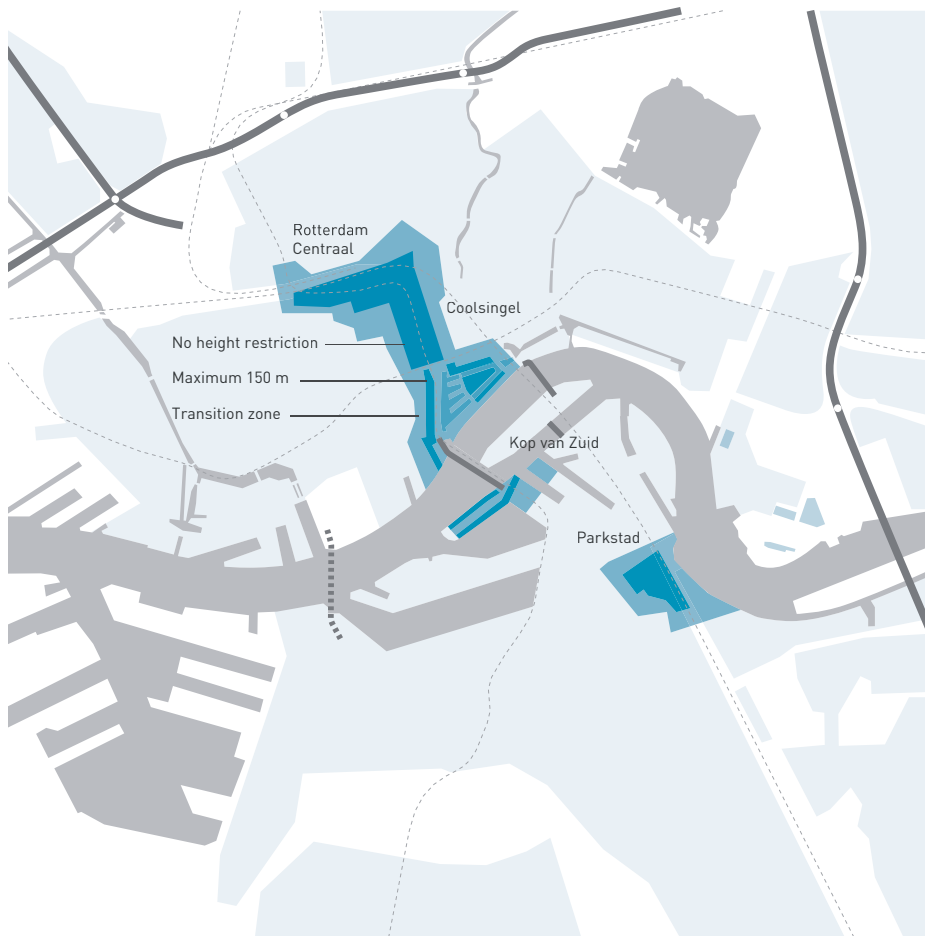 Rotterdam
Centraal
Coolsingel
No height restriction
Maximum 150 m
Transition zone
Kop van Zuid
Parkstad